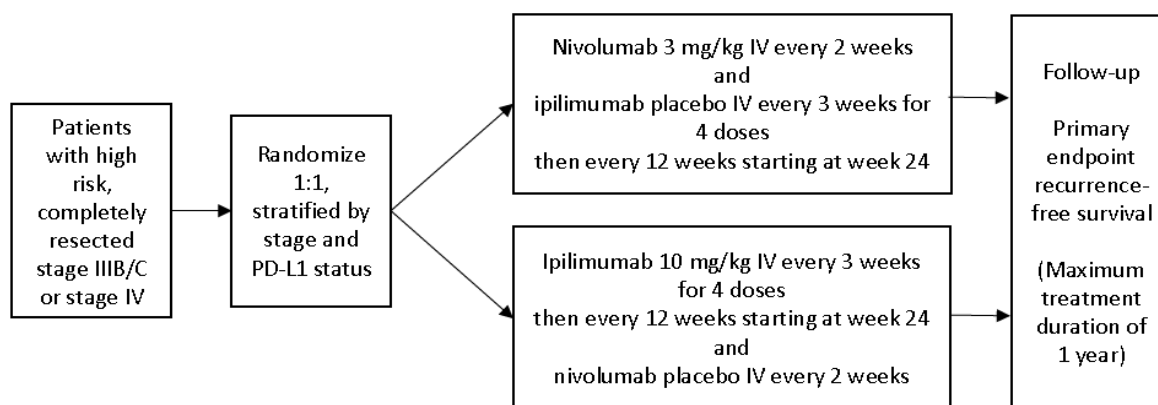 Patients
with high
risk,
completely
resected
stage IIIB/C
or stage IV
Randomize
1:1,
stratified by
stage and
PD-L1 status
Nivolumab 3 mg/kg IV every 2 weeks
and
ipilimumab placebo IV every 3 weeks for
4 doses
then every 12 weeks starting at week 24
Ipilimumab 10 mg/kg IV every 3 weeks
for 4 doses
then every 12 weeks starting at week 24
and
nivolumab placebo IV every 2 weeks
Follow-up
Primary
endpoint
recurrence-
free survival
(Maximum
treatment
duration of
1 year)